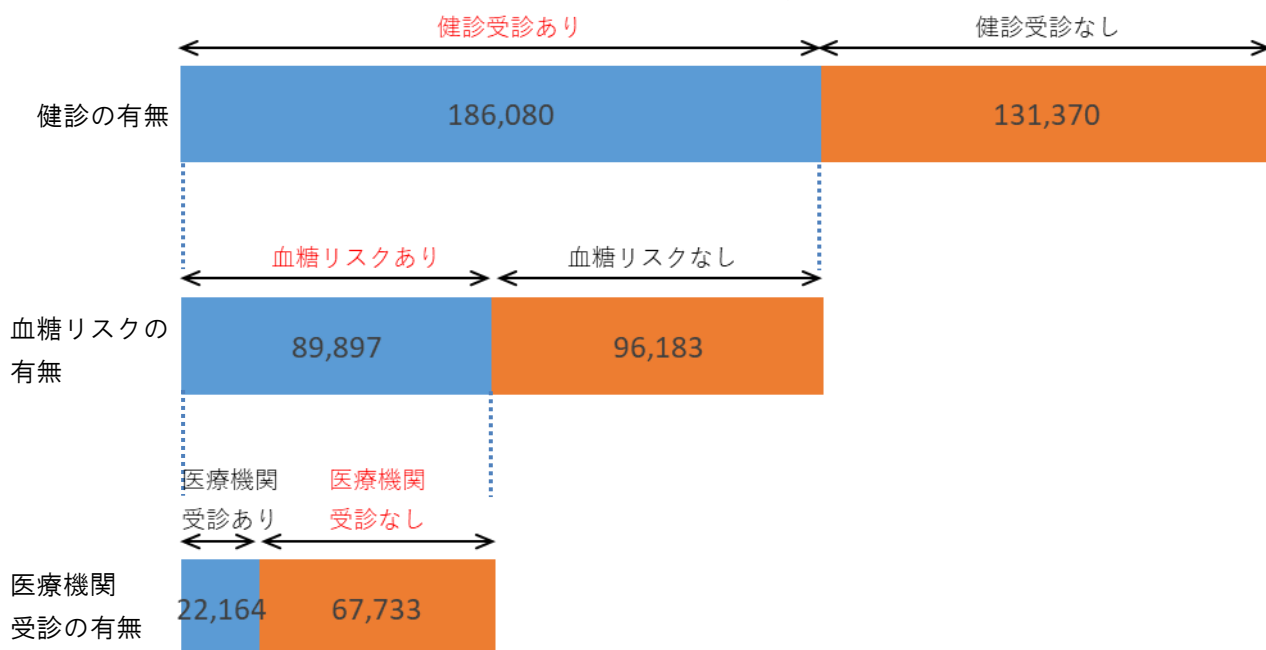 健診受診あり
健診受診なし
健診の有無
186,080
131,370
血糖リスクあり
血糖リスクなし
血糖リスクの
有無
89,897
96,183
医療機関
受診あり
医療機関
受診なし
医療機関
受診の有無
22,164
67,733